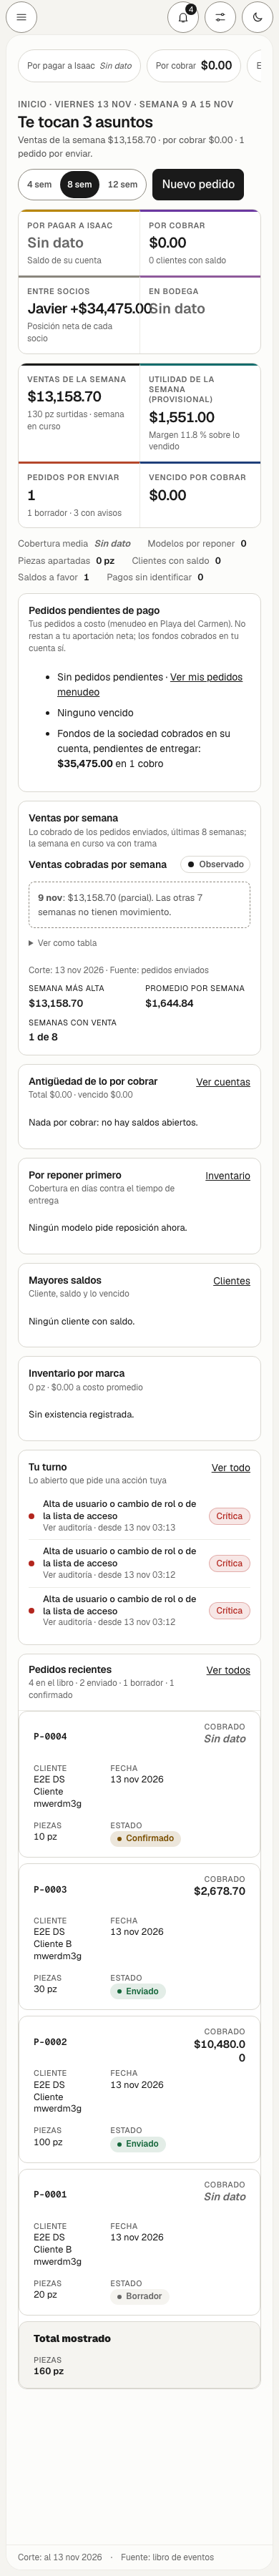 4
Por pagar a Isaac Sin dato
Por cobrar $0.00
E
INICIO · VIERNES 13 NOV · SEMANA 9 A 15 NOV
Te tocan 3 asuntos
Ventas de la semana $13,158.70 · por cobrar $0.00 · 1
pedido por enviar.
4 sem 8 sem 12 sem Nuevo pedido
POR PAGAR A ISAAC
Sin dato
Saldo de su cuenta
POR COBRAR
$0.00
0 clientes con saldo
ENTRE SOCIOS
Javier +$34,475.00
Posición neta de cada
socio
EN BODEGA
Sin dato
VENTAS DE LA SEMANA
$13,158.70
130 pz surtidas · semana
en curso
UTILIDAD DE LA
SEMANA
(PROVISIONAL)
$1,551.00
Margen 11.8 % sobre lo
vendido
PEDIDOS POR ENVIAR
1
1 borrador · 3 con avisos
VENCIDO POR COBRAR
$0.00
Cobertura media Sin dato Modelos por reponer 0
Piezas apartadas 0 pz Clientes con saldo 0
Saldos a favor 1 Pagos sin identificar 0
Pedidos pendientes de pago
Tus pedidos a costo (menudeo en Playa del Carmen). No
restan a tu aportación neta; los fondos cobrados en tu
cuenta sí.
• Sin pedidos pendientes · Ver mis pedidos
menudeo
• Ninguno vencido
• Fondos de la sociedad cobrados en su
cuenta, pendientes de entregar:
$35,475.00 en 1 cobro
Ventas por semana
Lo cobrado de los pedidos enviados, últimas 8 semanas;
la semana en curso va con trama
Ventas cobradas por semana Observado
9 nov: $13,158.70 (parcial). Las otras 7
semanas no tienen movimiento.
Ver como tabla
Corte: 13 nov 2026 · Fuente: pedidos enviados
SEMANA MÁS ALTA
$13,158.70
PROMEDIO POR SEMANA
$1,644.84
SEMANAS CON VENTA
1 de 8
Antigüedad de lo por cobrar Ver cuentas
Total $0.00 · vencido $0.00
Nada por cobrar: no hay saldos abiertos.
Por reponer primero Inventario
Cobertura en días contra el tiempo de
entrega
Ningún modelo pide reposición ahora.
Mayores saldos Clientes
Cliente, saldo y lo vencido
Ningún cliente con saldo.
Inventario por marca
0 pz · $0.00 a costo promedio
Sin existencia registrada.
Tu turno Ver todo
Lo abierto que pide una acción tuya
Alta de usuario o cambio de rol o de
la lista de acceso
Ver auditoría · desde 13 nov 03:13
Crítica
Alta de usuario o cambio de rol o de
la lista de acceso
Ver auditoría · desde 13 nov 03:12
Crítica
Alta de usuario o cambio de rol o de
la lista de acceso
Ver auditoría · desde 13 nov 03:12
Crítica
Pedidos recientes Ver todos
4 en el libro · 2 enviado · 1 borrador · 1
confirmado
P-0004
COBRADO
Sin dato
CLIENTE
E2E DS
Cliente
mwerdm3g
FECHA
13 nov 2026
PIEZAS
10 pz
ESTADO
Confirmado
P-0003
COBRADO
$2,678.70
CLIENTE
E2E DS
Cliente B
mwerdm3g
FECHA
13 nov 2026
PIEZAS
30 pz
ESTADO
Enviado
P-0002
COBRADO
$10,480.0
0
CLIENTE
E2E DS
Cliente
mwerdm3g
FECHA
13 nov 2026
PIEZAS
100 pz
ESTADO
Enviado
P-0001
COBRADO
Sin dato
CLIENTE
E2E DS
Cliente B
mwerdm3g
FECHA
13 nov 2026
PIEZAS
20 pz
ESTADO
Borrador
Total mostrado
PIEZAS
160 pz
Corte: al 13 nov 2026 · Fuente: libro de eventos